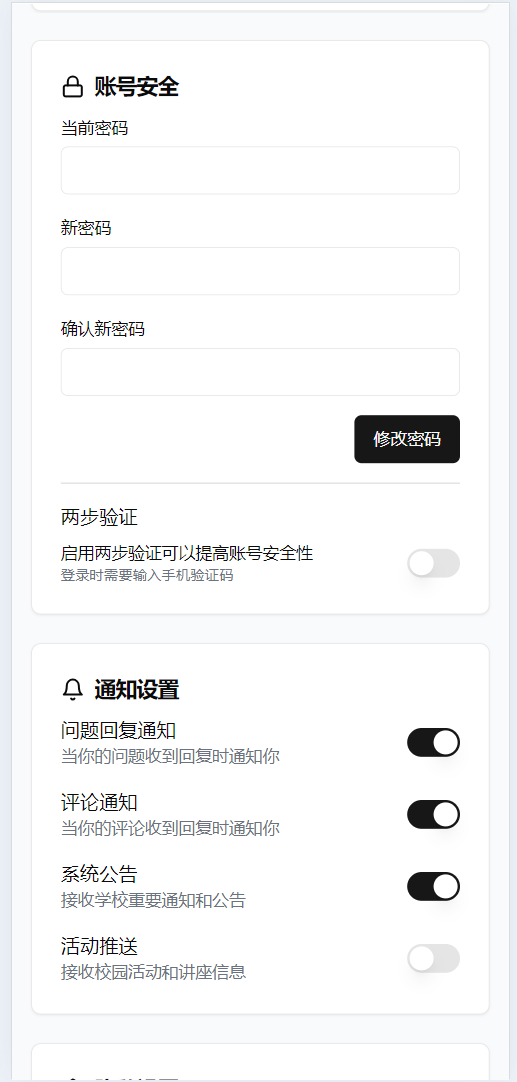 账号安全
当前密码
新密码
确认新密码
修改密码
两步验证
启用两步验证可以提高账号安全性
登录时需要输入手机验证码
通知设置
问题回复通知
当你的问题收到回复时通知你
评论通知
当你的评论收到回复时通知你
系统公告
接收学校重要通知和公告
活动推送
接收校园活动和讲座信息